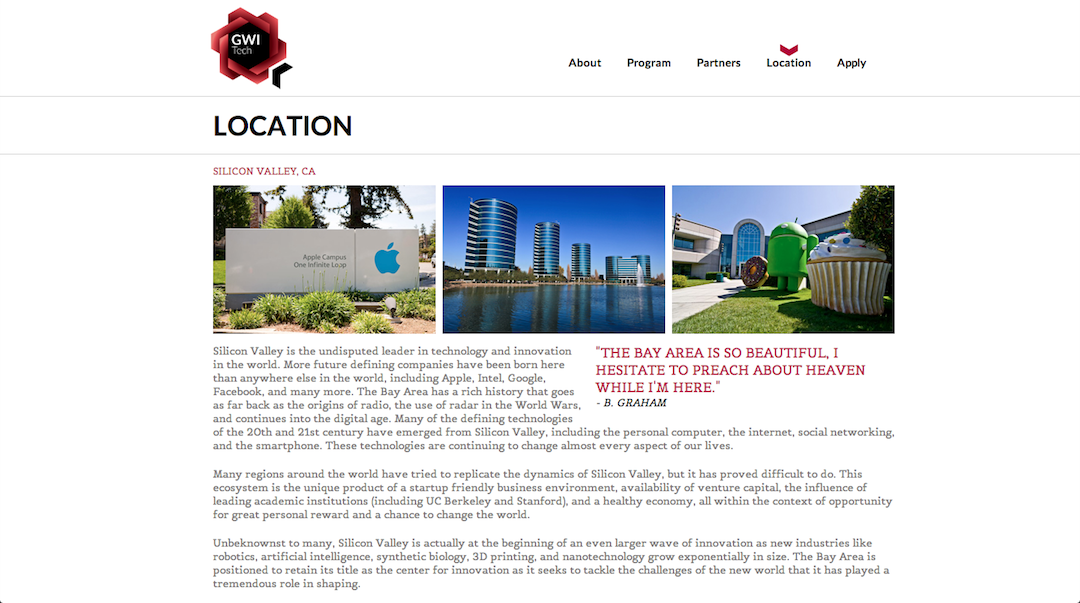 GWI
Tech
About
Program
Partners
Location
Apply
LOCATION
SILICON VALLEY, CA
Apple Campus
One Infinite Loop
Silicon Valley is the undisputed leader in technology and innovation
in the world. More future defining companies have been born here
than anywhere else in the world, including Apple, Intel, Google,
Facebook, and many more. The Bay Area has a rich history that goes
as far back as the origins of radio, the use of radar in the World Wars,
and continues into the digital age. Many of the defining technologies
of the 20th and 21st century have emerged from Silicon Valley, including the personal computer, the internet, social networking,
and the smartphone. These technologies are continuing to change almost every aspect of our lives.
"THE BAY AREA IS SO BEAUTIFUL, I
HESITATE TO PREACH ABOUT HEAVEN
WHILE I'M HERE."
- B. GRAHAM
Many regions around the world have tried to replicate the dynamics of Silicon Valley, but it has proved difficult to do. This
ecosystem is the unique product of a startup friendly business environment, availability of venture capital, the influence of
leading academic institutions (including UC Berkeley and Stanford), and a healthy economy, all within the context of opportunity
for great personal reward and a chance to change the world.
Unbeknownst to many, Silicon Valley is actually at the beginning of an even larger wave of innovation as new industries like
robotics, artificial intelligence, synthetic biology, 3D printing, and nanotechnology grow exponentially in size. The Bay Area is
positioned to retain its title as the center for innovation as it seeks to tackle the challenges of the new world that it has played a
tremendous role in shaping.